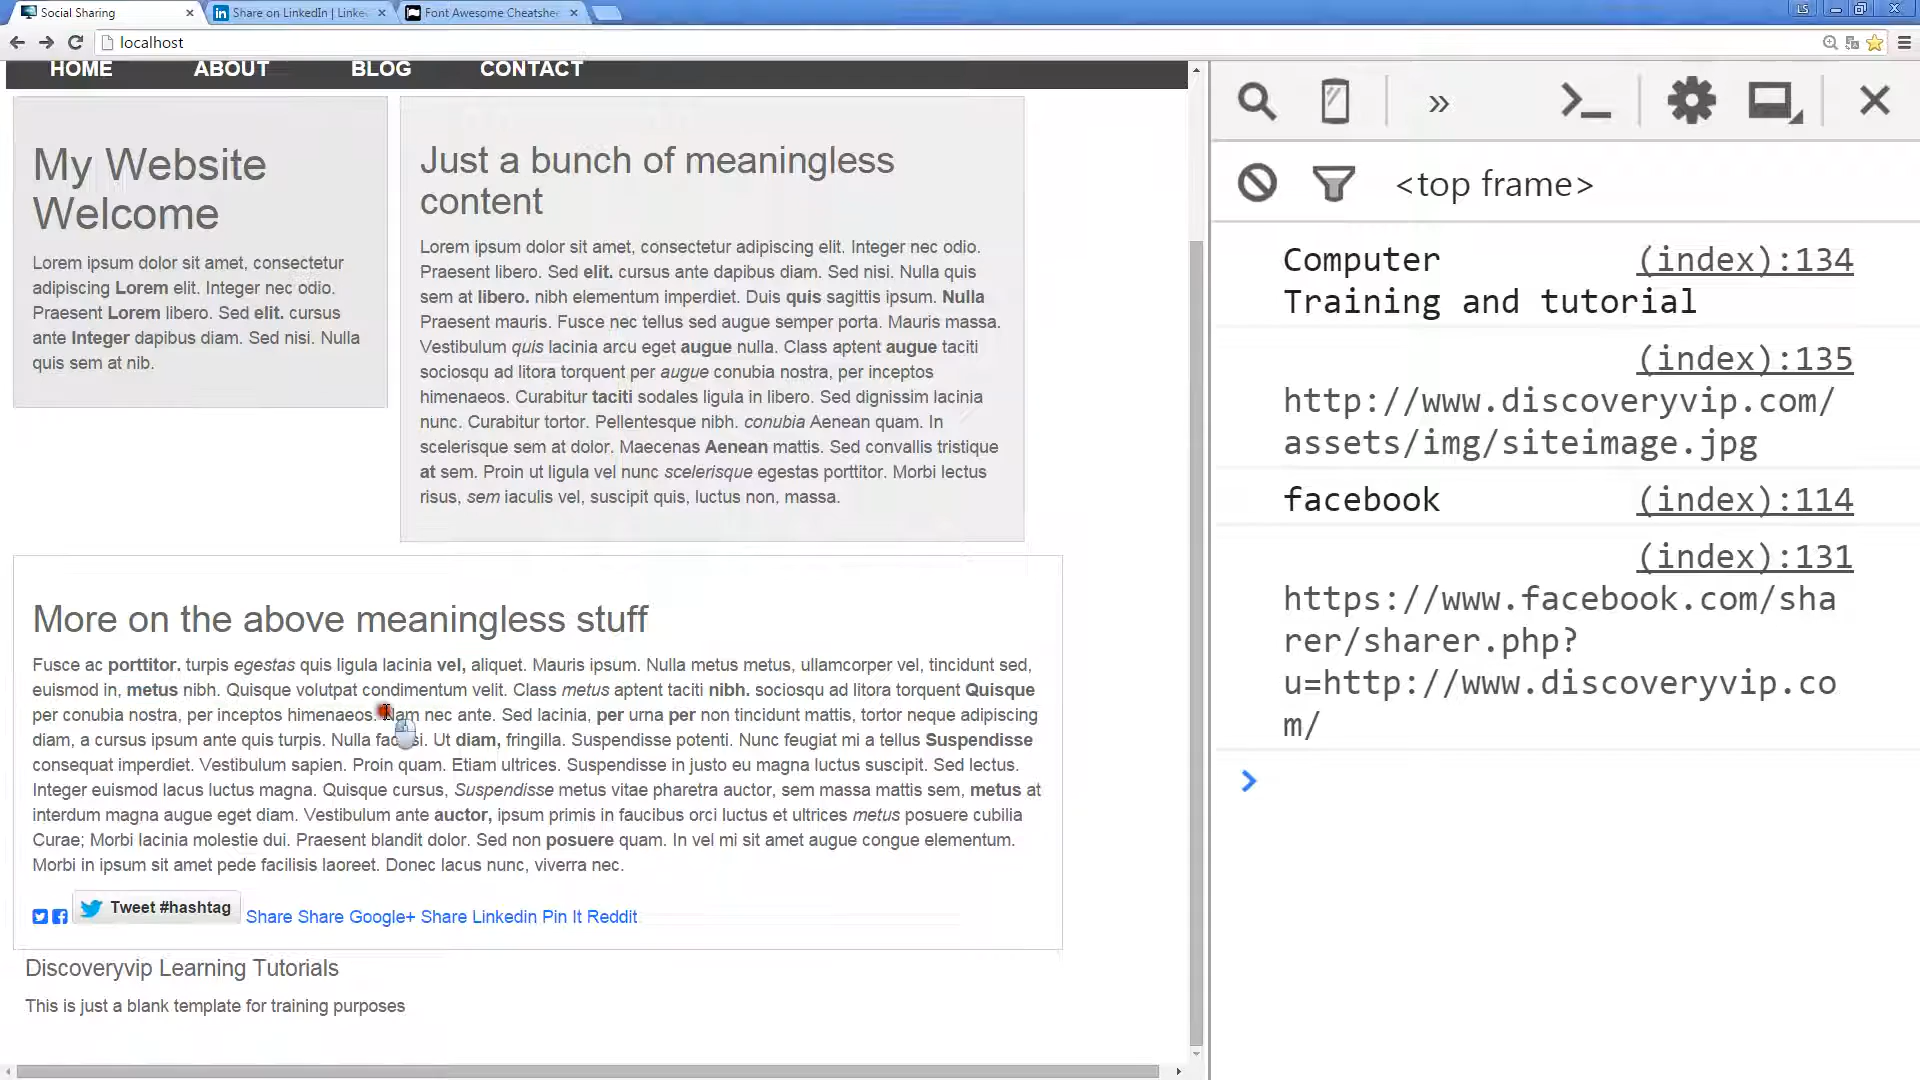 Social Sharing
Share on LinkedIn | Linke
Font Awesome Cheatshe
LS
localhost
HOME ABOUT BLOG CONTACT
My Website
Welcome
Lorem ipsum dolor sit amet, consectetur
adipiscing Lorem elit. Integer nec odio.
Praesent Lorem libero. Sed elit. cursus
ante Integer dapibus diam. Sed nisi. Nulla
quis sem at nib.
Just a bunch of meaningless
content
Lorem ipsum dolor sit amet, consectetur adipiscing elit. Integer nec odio.
Praesent libero. Sed elit. cursus ante dapibus diam. Sed nisi. Nulla quis
sem at libero. nibh elementum imperdiet. Duis quis sagittis ipsum. Nulla
Praesent mauris. Fusce nec tellus sed augue semper porta. Mauris massa.
Vestibulum quis lacinia arcu eget augue nulla. Class aptent augue taciti
sociosqu ad litora torquent per augue conubia nostra, per inceptos
himenaeos. Curabitur taciti sodales ligula in libero. Sed dignissim lacinia
nunc. Curabitur tortor. Pellentesque nibh. conubia Aenean quam. In
scelerisque sem at dolor. Maecenas Aenean mattis. Sed convallis tristique
at sem. Proin ut ligula vel nunc scelerisque egestas porttitor. Morbi lectus
risus, sem iaculis vel, suscipit quis, luctus non, massa.
More on the above meaningless stuff
Fusce ac porttitor. turpis egestas quis ligula lacinia vel, aliquet. Mauris ipsum. Nulla metus metus, ullamcorper vel, tincidunt sed,
euismod in, metus nibh. Quisque volutpat condimentum velit. Class metus aptent taciti nibh. sociosqu ad litora torquent Quisque
per conubia nostra, per inceptos himenaeos. Nam nec ante. Sed lacinia, per urna per non tincidunt mattis, tortor neque adipiscing
diam, a cursus ipsum ante quis turpis. Nulla facilisi. Ut diam, fringilla. Suspendisse potenti. Nunc feugiat mi a tellus Suspendisse
consequat imperdiet. Vestibulum sapien. Proin quam. Etiam ultrices. Suspendisse in justo eu magna luctus suscipit. Sed lectus.
Integer euismod lacus luctus magna. Quisque cursus, Suspendisse metus vitae pharetra auctor, sem massa mattis sem, metus at
interdum magna augue eget diam. Vestibulum ante auctor, ipsum primis in faucibus orci luctus et ultrices metus posuere cubilia
Curae; Morbi lacinia molestie dui. Praesent blandit dolor. Sed non posuere quam. In vel mi sit amet augue congue elementum.
Morbi in ipsum sit amet pede facilisis laoreet. Donec lacus nunc, viverra nec.
Tweet #hashtag Share Share Google+ Share Linkedin Pin It Reddit
Discoveryvip Learning Tutorials
This is just a blank template for training purposes
<top frame>
Computer (index):134
Training and tutorial
(index):135
http://www.discoveryvip.com/
assets/img/siteimage.jpg
facebook (index):114
(index):131
https://www.facebook.com/sha
rer/sharer.php?
u=http://www.discoveryvip.co
m/